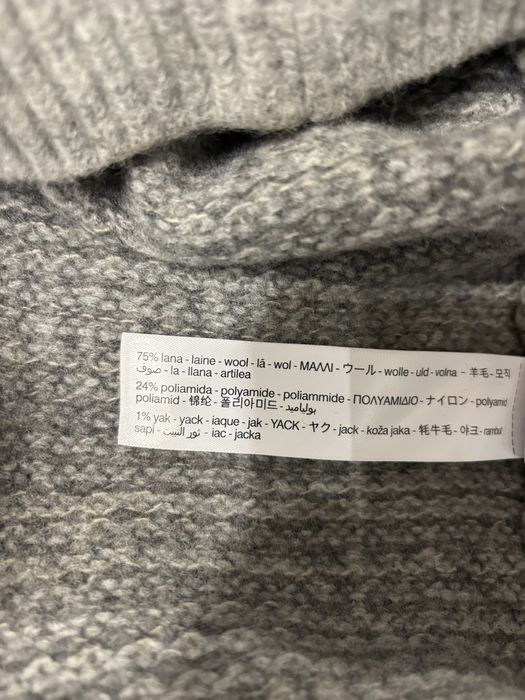 75% lana - laine - wool - lã - wol - ΜΑΛΛΙ - ウール - wolle - uld - volna - 羊毛 - 모직
صوف - la - llana - artilea
24% poliamida - polyamide - poliammide - ΠΟΛΥΑΜΙΔΙΟ - ナイロン - polyamid
poliamid - 锦纶 - 폴리아미드 - بولياميد
1% yak - yack - iaque - jak - YACK - ヤク - jack - koža jaka - 牦牛毛 - 야크 - rambut
sapi - ثور التبت - iac - jacka